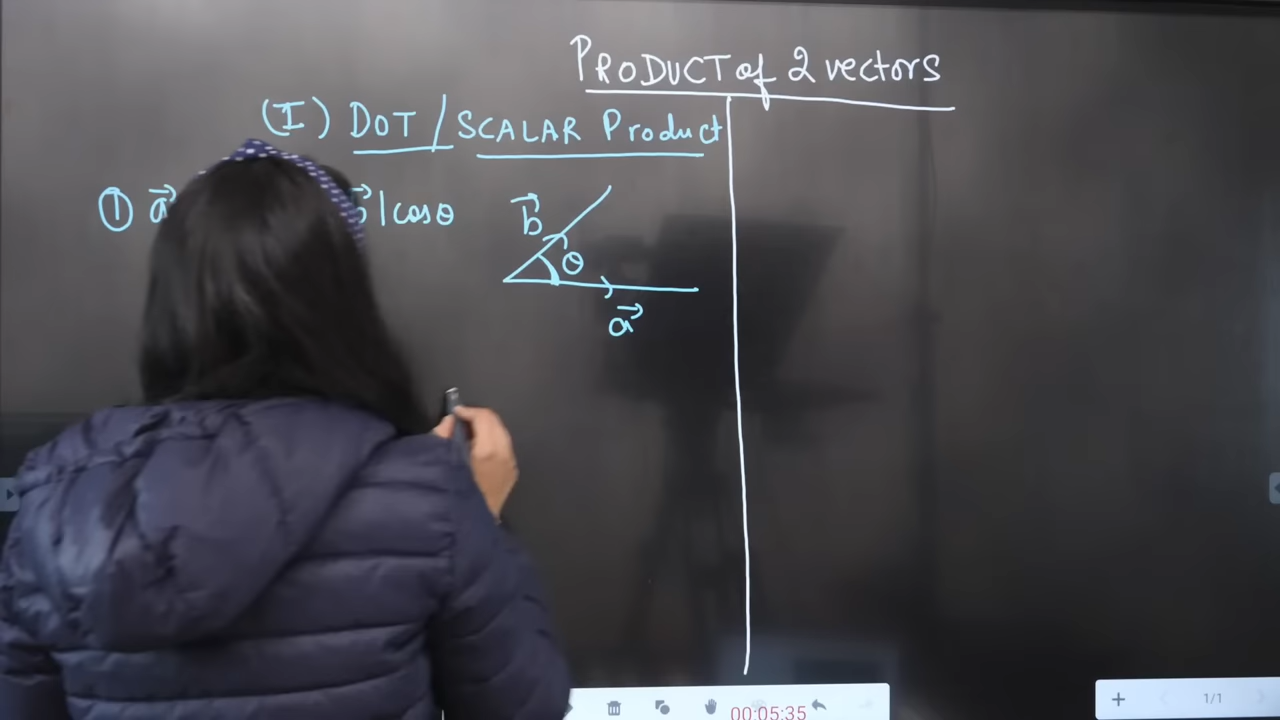 PRODUCT of 2 vectors
(I) DOT / SCALAR Product
① a⃗ b⃗ | cosθ
b⃗
θ
a⃗
1/1
00:05:35